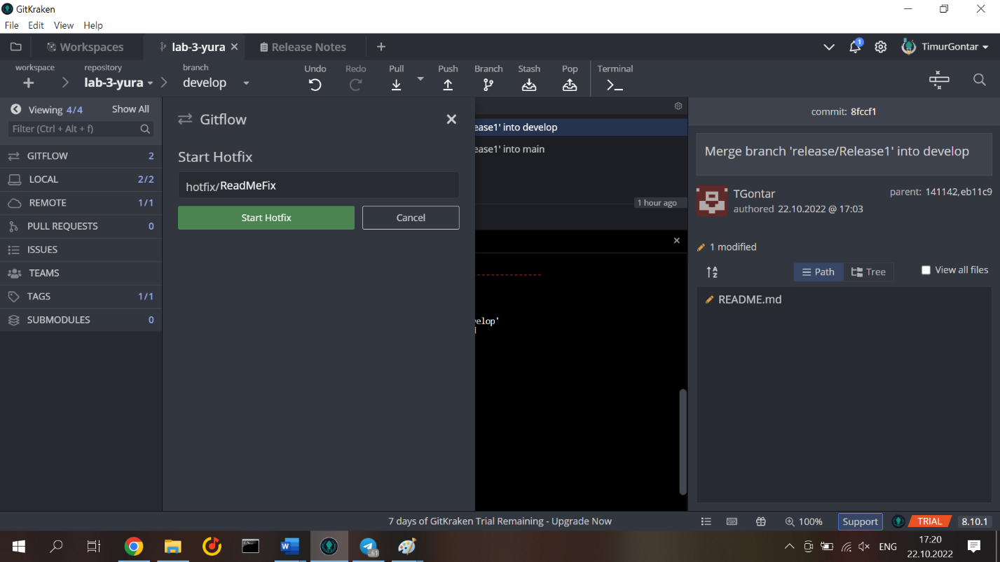 GitKraken
File Edit View Help
Workspaces
lab-3-yura
Release Notes
TimurGontar
1
workspace
repository
lab-3-yura
branch
develop
Undo
Redo
Pull
Push
Branch
Stash
Pop
Terminal
Viewing 4/4
Show All
Filter (Ctrl + Alt + f)
GITFLOW 2
LOCAL 2/2
REMOTE 1/1
PULL REQUESTS 0
ISSUES
TEAMS
TAGS 1/1
SUBMODULES 0
Gitflow
Start Hotfix
hotfix/ReadMeFix
Start Hotfix
Cancel
ease1' into develop
ease1' into main
1 hour ago
velop'
commit: 8fccf1
Merge branch 'release/Release1' into develop
TGontar
authored 22.10.2022 @ 17:03
parent: 141142,eb11c9
1 modified
Path
Tree
View all files
README.md
7 days of GitKraken Trial Remaining - Upgrade Now
100%
Support
TRIAL
8.10.1
..61
ENG
17:20
22.10.2022